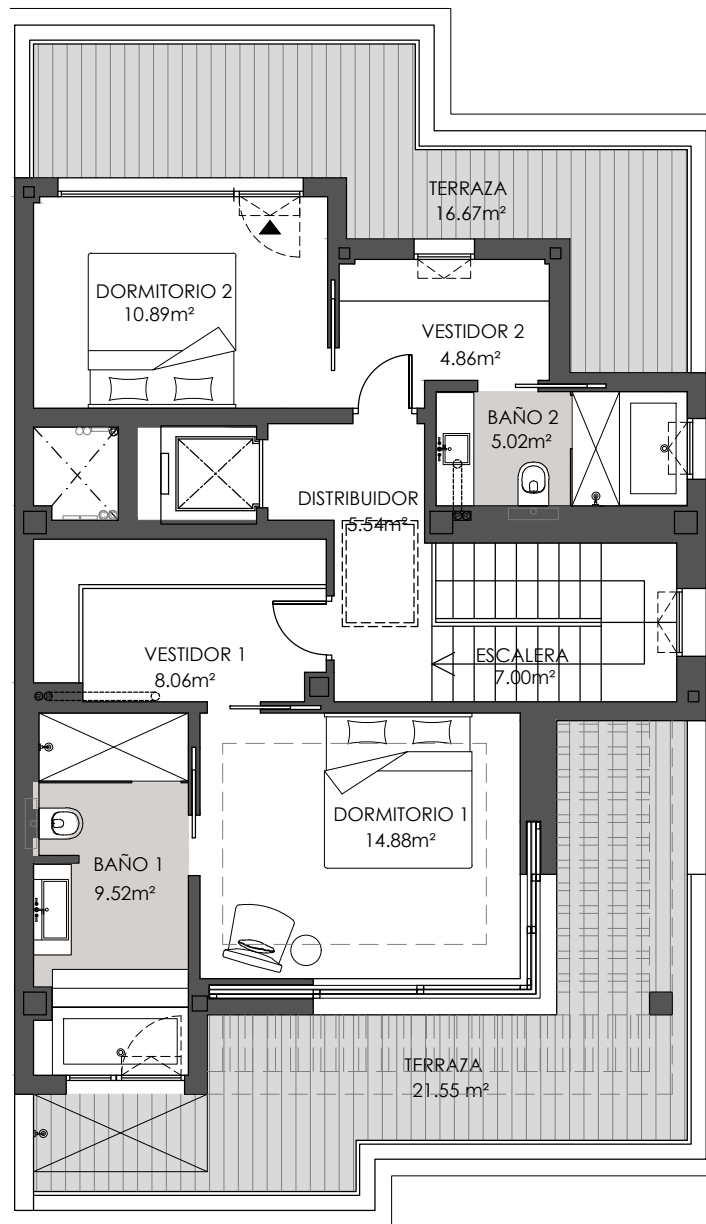 TERRAZA
16.67m²
DORMITORIO 2
10.89m²
VESTIDOR 2
4.86m²
BAÑO 2
5.02m²
DISTRIBUIDOR
5.54m²
VESTIDOR 1
8.06m²
ESCALERA
7.00m²
DORMITORIO 1
14.88m²
BAÑO 1
9.52m²
TERRAZA
21.55 m²